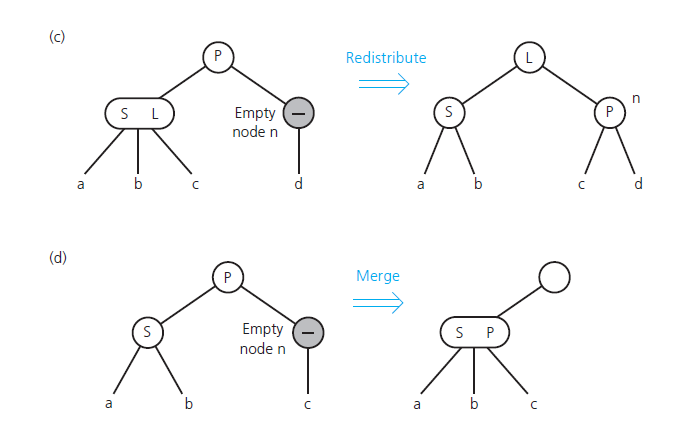 (c)
P
Redistribute
L
S L
Empty
node n
–
S
P
n
a b c d
a b c d
(d)
P
Merge
S
Empty
node n
–
S P
a b c
a b c